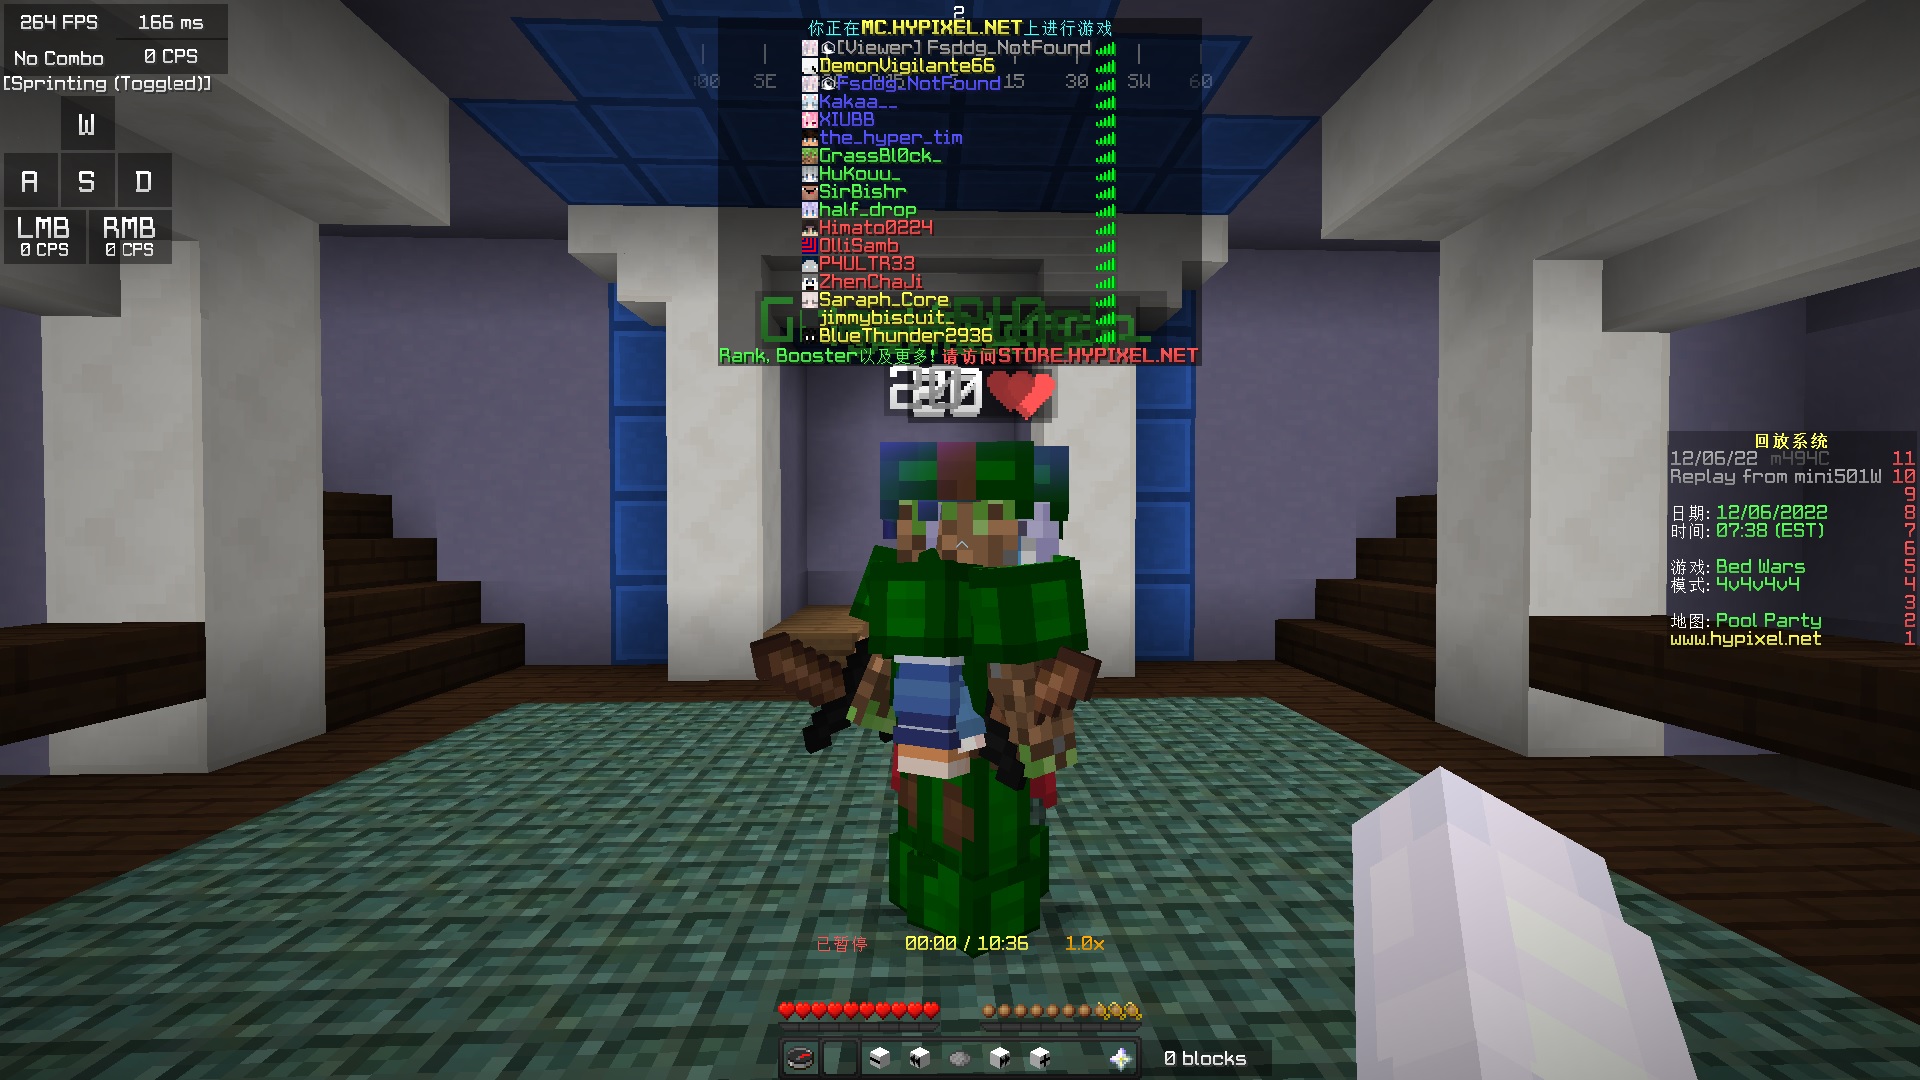 264 FPS
166 ms
No Combo
0 CPS
[Sprinting (Toggled)]
W
A S D
LMB
0 CPS
RMB
0 CPS
2
你正在MC.HYPIXEL.NET上进行游戏
[Viewer] Fsddg_NotFound
DemonVigilante66
Fsddg_NotFound
Kakaa__
XIUBB
the_hyper_tim
GrassBl0ck_
HuKouu_
SirBishr
half_drop
Himato0224
OlliSamb
P4ULTR33
ZhenChaJi
Saraph_Core
jimmybiscuit_
BlueThunder2936
Rank, Booster以及更多! 请访问STORE.HYPIXEL.NET
SE
15
30
SW
60
回放系统
12/06/22 m494C 11
Replay from mini501W 10
9
日期: 12/06/2022 8
时间: 07:38 (EST) 7
6
游戏: Bed Wars 5
模式: 4v4v4v4 4
3
地图: Pool Party 2
www.hypixel.net 1
已暂停 00:00 / 10:36 1.0x
0 blocks